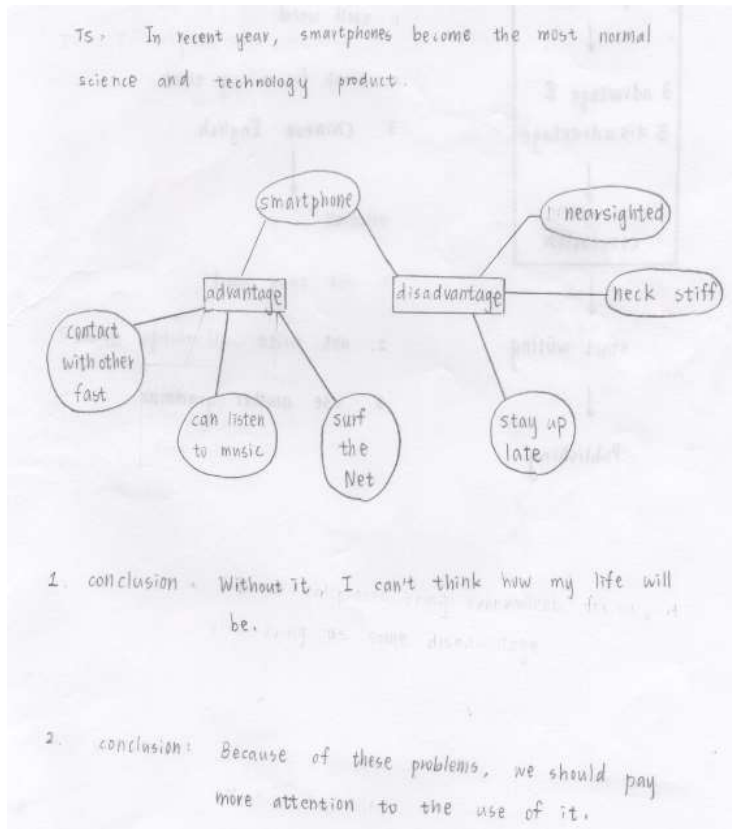 TS. In recent year, smartphones become the most normal
science and technology product.
smartphone
advantage
disadvantage
nearsighted
neck stiff
stay up
late
contact
with other
fast
can listen
to music
surf
the
Net
1. conclusion. Without it, I can't think how my life will
be.
2. conclusion: Because of these problems, we should pay
more attention to the use of it.